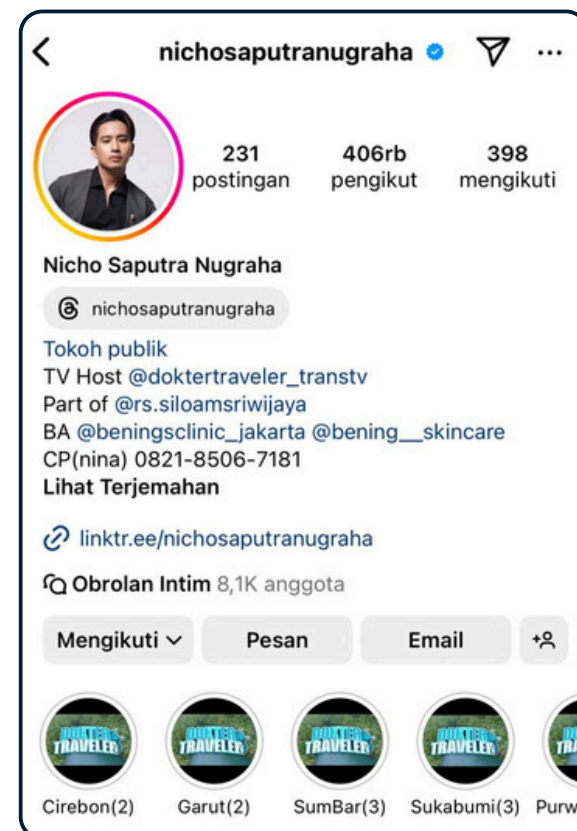 nichosaputranugraha
231 406rb 398
postingan pengikut mengikuti
Nicho Saputra Nugraha
nichosaputranugraha
Tokoh publik
TV Host @doktertraveler_transtv
Part of @rs.siloamsriwijaya
BA @beningsclinic_jakarta @bening__skincare
CP(nina) 0821-8506-7181
Lihat Terjemahan
linktr.ee/nichosaputranugraha
Obrolan Intim 8,1K anggota
Mengikuti Pesan Email
DOKTER DOKTER DOKTER DOKTER
TRAVELER TRAVELER TRAVELER TRAVELER
Cirebon(2) Garut(2) SumBar(3) Sukabumi(3) Purw